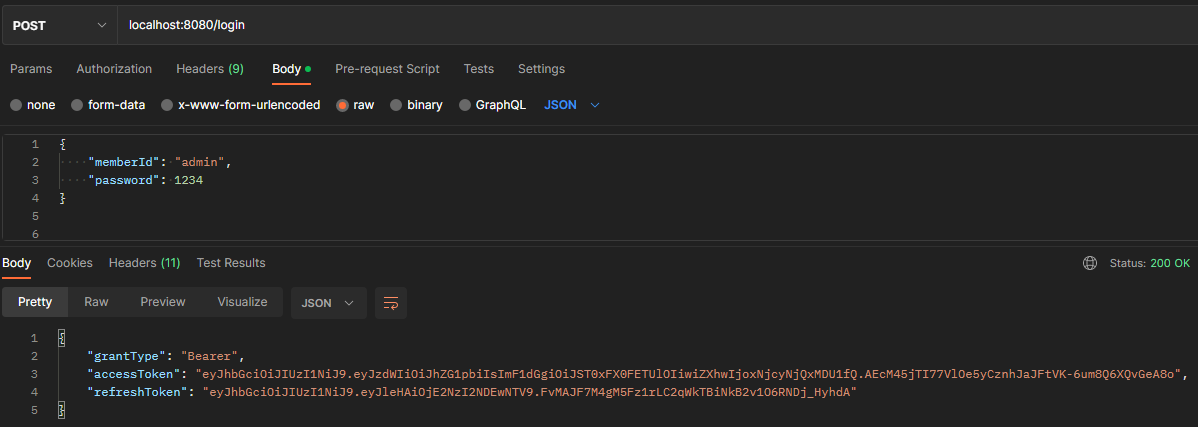 POST localhost:8080/login
Params Authorization Headers (9) Body Pre-request Script Tests Settings
none form-data x-www-form-urlencoded raw binary GraphQL JSON
1 {
2 "memberId": "admin",
3 "password": 1234
4 }
5
6
Body Cookies Headers (11) Test Results Status: 200 OK
Pretty Raw Preview Visualize JSON
1 {
2 "grantType": "Bearer",
3 "accessToken": "eyJhbGciOiJIUzI1NiJ9.eyJzdWIiOiJhZG1pbiIsImF1dGgiOiJST0xFX0FETUlOIiwiZXhwIjoxNjcyNjQxMDU1fQ.AEcM45jTI77VlOe5yCznhJaJFtVK-6um8Q6XQvGeA8o",
4 "refreshToken": "eyJhbGciOiJIUzI1NiJ9.eyJleHAiOjE2NzI2NDEwNTV9.FvMAJF7M4gM5Fz1rLC2qWkTBiNkB2v1O6RNDj_HyhdA"
5 }